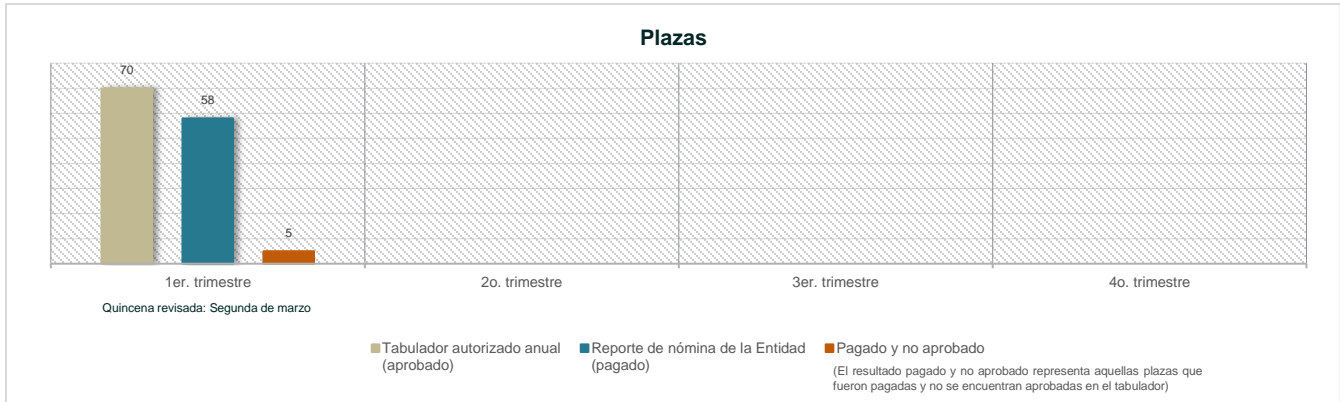 Plazas
70
58
5
1er. trimestre
2o. trimestre
3er. trimestre
4o. trimestre
Quincena revisada: Segunda de marzo
Tabulador autorizado anual
(aprobado)
Reporte de nómina de la Entidad
(pagado)
Pagado y no aprobado
(El resultado pagado y no aprobado representa aquellas plazas que
fueron pagadas y no se encuentran aprobadas en el tabulador)